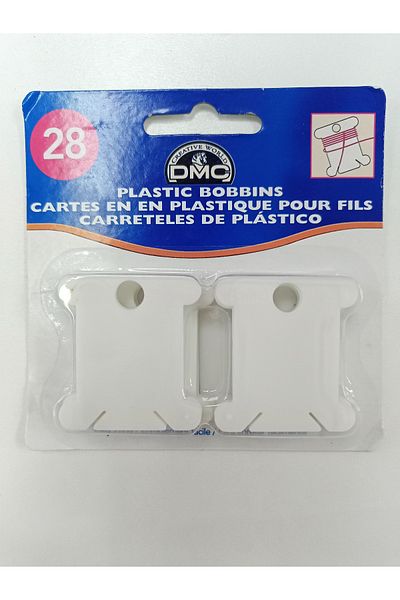 28
CREATIVE WORLD
DMC
PLASTIC BOBBINS
CARTES EN EN PLASTIQUE POUR FILS
CARRETELES DE PLÁSTICO